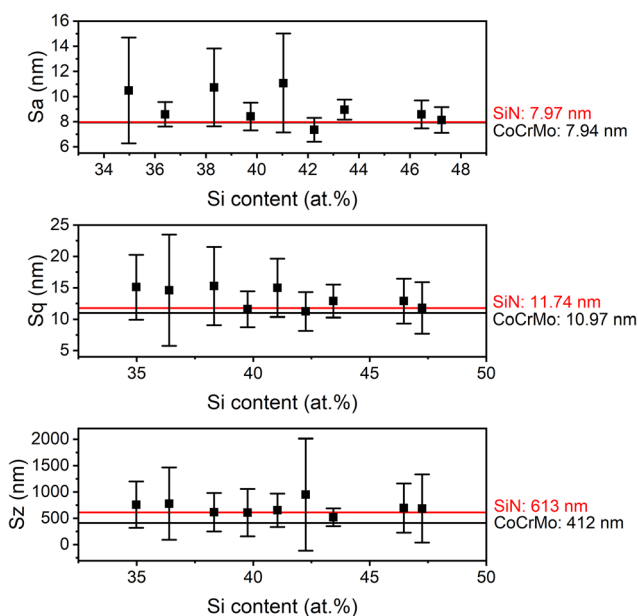 16
14
12
10
8
6
Sa (nm)
34 36 38 40 42 44 46 48
Si content (at.%)
SiN: 7.97 nm
CoCrMo: 7.94 nm
25
20
15
10
5
Sq (nm)
35 40 45 50
Si content (at.%)
SiN: 11.74 nm
CoCrMo: 10.97 nm
2000
1500
1000
500
0
Sz (nm)
35 40 45 50
Si content (at.%)
SiN: 613 nm
CoCrMo: 412 nm